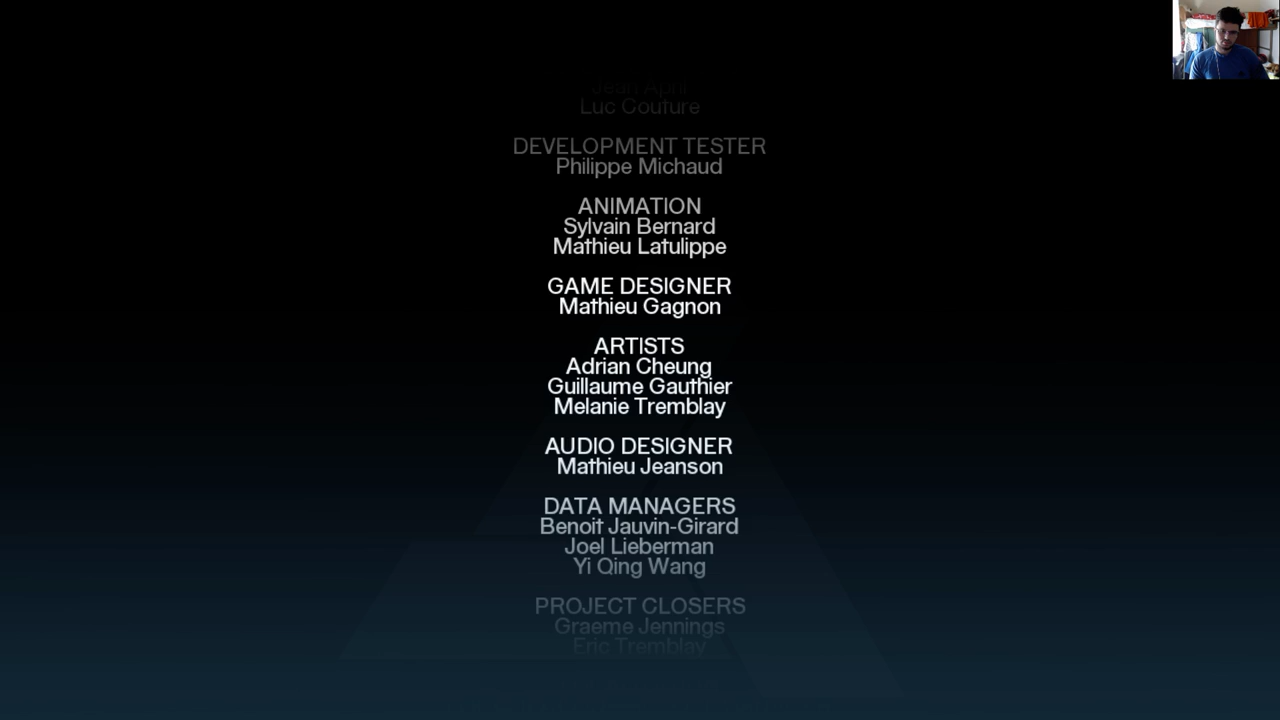 Jean April
Luc Couture
DEVELOPMENT TESTER
Philippe Michaud
ANIMATION
Sylvain Bernard
Mathieu Latulippe
GAME DESIGNER
Mathieu Gagnon
ARTISTS
Adrian Cheung
Guillaume Gauthier
Melanie Tremblay
AUDIO DESIGNER
Mathieu Jeanson
DATA MANAGERS
Benoit Jauvin-Girard
Joel Lieberman
Yi Qing Wang
PROJECT CLOSERS
Graeme Jennings
Eric Tremblay